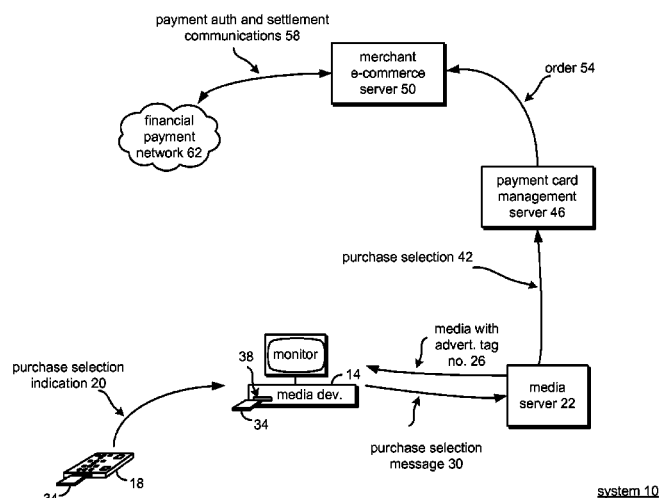 payment auth and settlement
communications 58
merchant
e-commerce
server 50
order 54
financial
payment
network 62
payment card
management
server 46
purchase selection 42
purchase selection
indication 20
38
monitor
14
media dev.
34
media with
advert. tag
no. 26
media
server 22
purchase selection
message 30
18
34
system 10